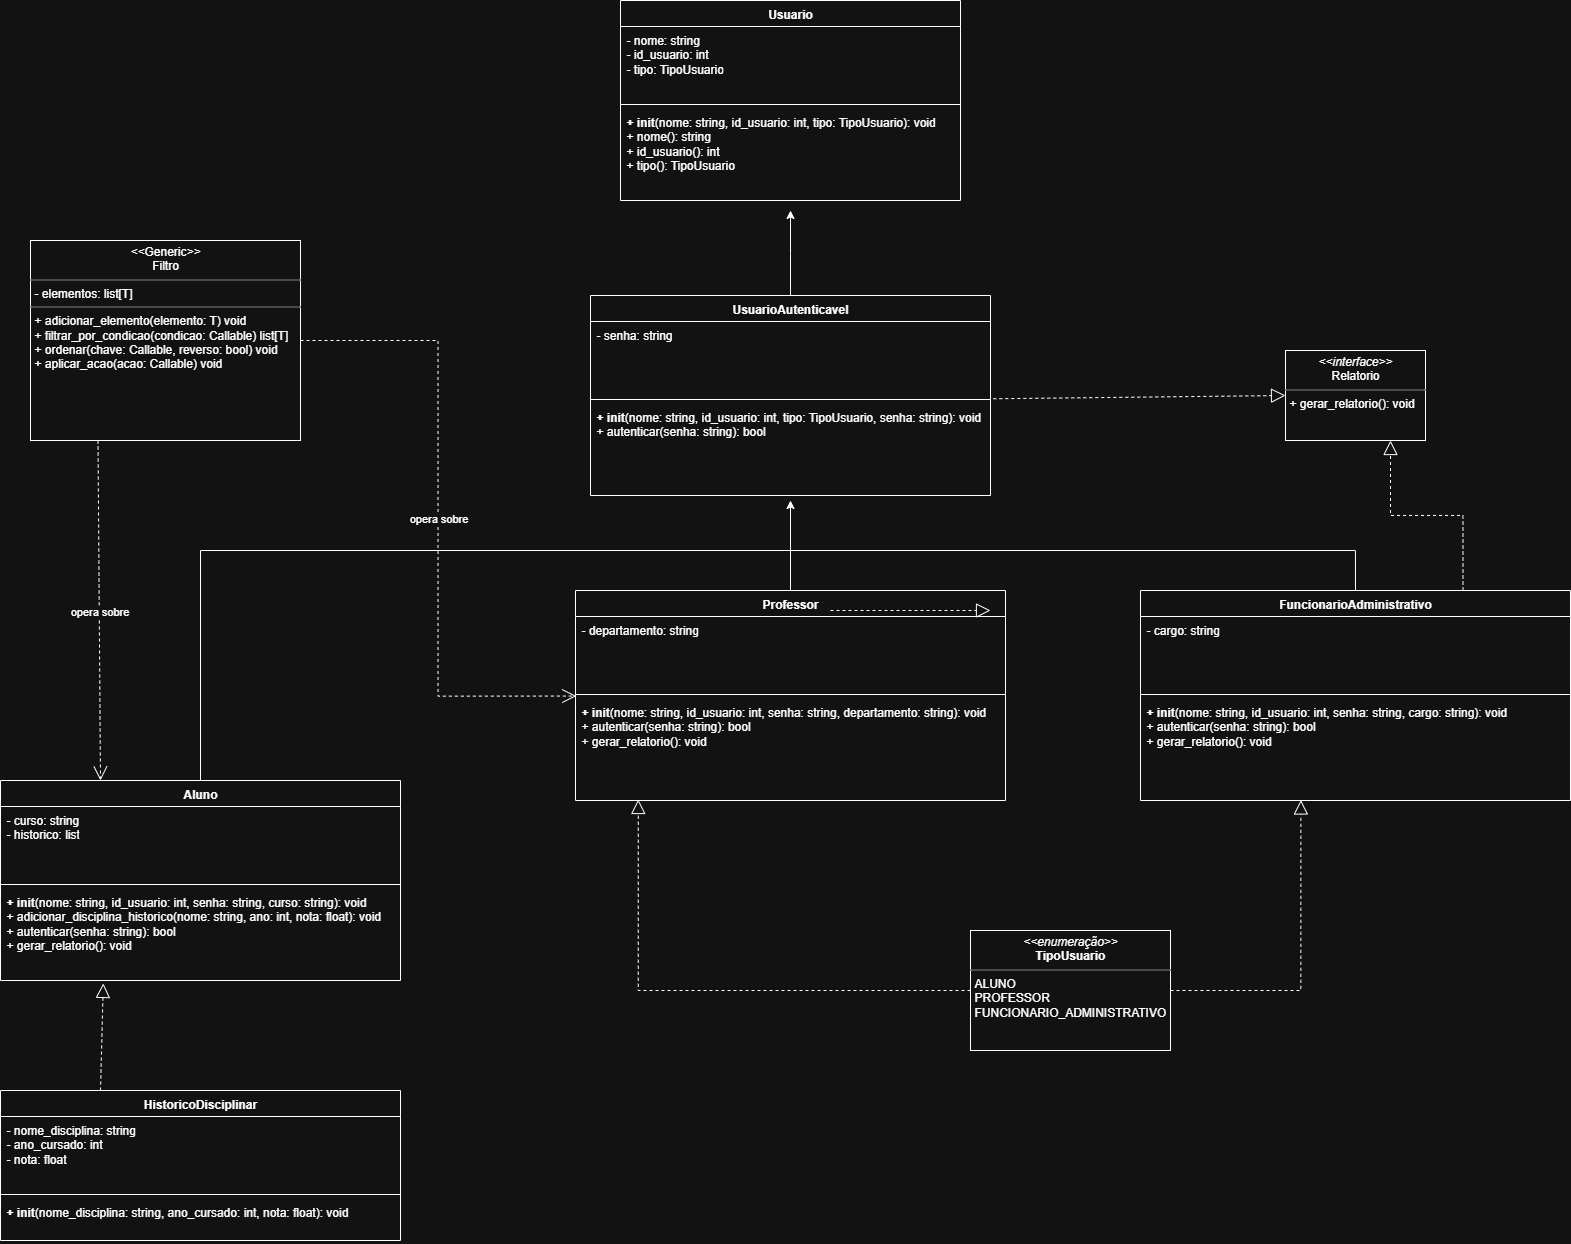 Usuario
- nome: string
- id_usuario: int
- tipo: TipoUsuario
+ init(nome: string, id_usuario: int, tipo: TipoUsuario): void
+ nome(): string
+ id_usuario(): int
+ tipo(): TipoUsuario
<<Generic>>
Filtro
- elementos: list[T]
+ adicionar_elemento(elemento: T) void
+ filtrar_por_condicao(condicao: Callable) list[T]
+ ordenar(chave: Callable, reverso: bool) void
+ aplicar_acao(acao: Callable) void
UsuarioAutenticavel
- senha: string
+ init(nome: string, id_usuario: int, tipo: TipoUsuario, senha: string): void
+ autenticar(senha: string): bool
<<interface>>
Relatorio
+ gerar_relatorio(): void
opera sobre
opera sobre
Professor
- departamento: string
+ init(nome: string, id_usuario: int, senha: string, departamento: string): void
+ autenticar(senha: string): bool
+ gerar_relatorio(): void
FuncionarioAdministrativo
- cargo: string
+ init(nome: string, id_usuario: int, senha: string, cargo: string): void
+ autenticar(senha: string): bool
+ gerar_relatorio(): void
Aluno
- curso: string
- historico: list
+ init(nome: string, id_usuario: int, senha: string, curso: string): void
+ adicionar_disciplina_historico(nome: string, ano: int, nota: float): void
+ autenticar(senha: string): bool
+ gerar_relatorio(): void
<<enumeração>>
TipoUsuario
ALUNO
PROFESSOR
FUNCIONARIO_ADMINISTRATIVO
HistoricoDisciplinar
- nome_disciplina: string
- ano_cursado: int
- nota: float
+ init(nome_disciplina: string, ano_cursado: int, nota: float): void